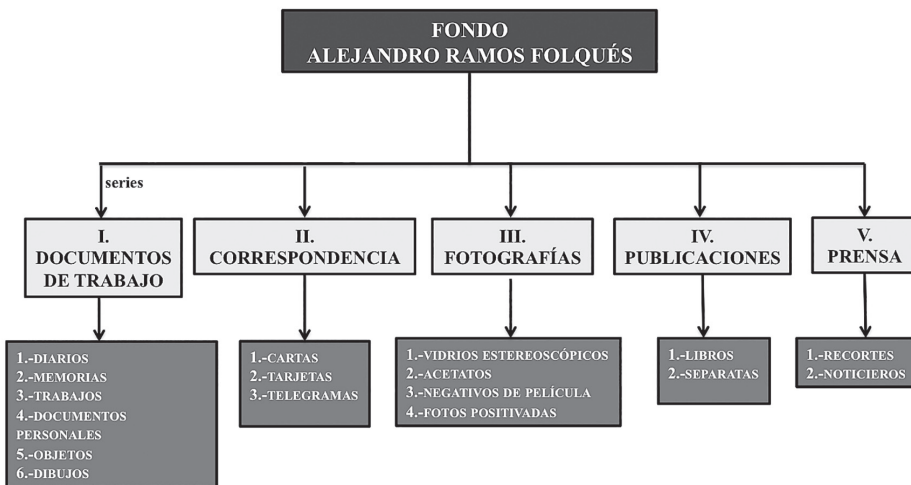 FONDO
ALEJANDRO RAMOS FOLQUÉS
series
I.
DOCUMENTOS
DE TRABAJO
II.
CORRESPONDENCIA
III.
FOTOGRAFÍAS
IV.
PUBLICACIONES
V.
PRENSA
1.-DIARIOS
2.-MEMORIAS
3.-TRABAJOS
4.-DOCUMENTOS
PERSONALES
5.-OBJETOS
6.-DIBUJOS
1.-CARTAS
2.-TARJETAS
3.-TELEGRAMAS
1.-VIDRIOS ESTEREOSCÓPICOS
2.-ACETATOS
3.-NEGATIVOS DE PELÍCULA
4.-FOTOS POSITIVADAS
1.-LIBROS
2.-SEPARATAS
1.-RECORTES
2.-NOTICIEROS